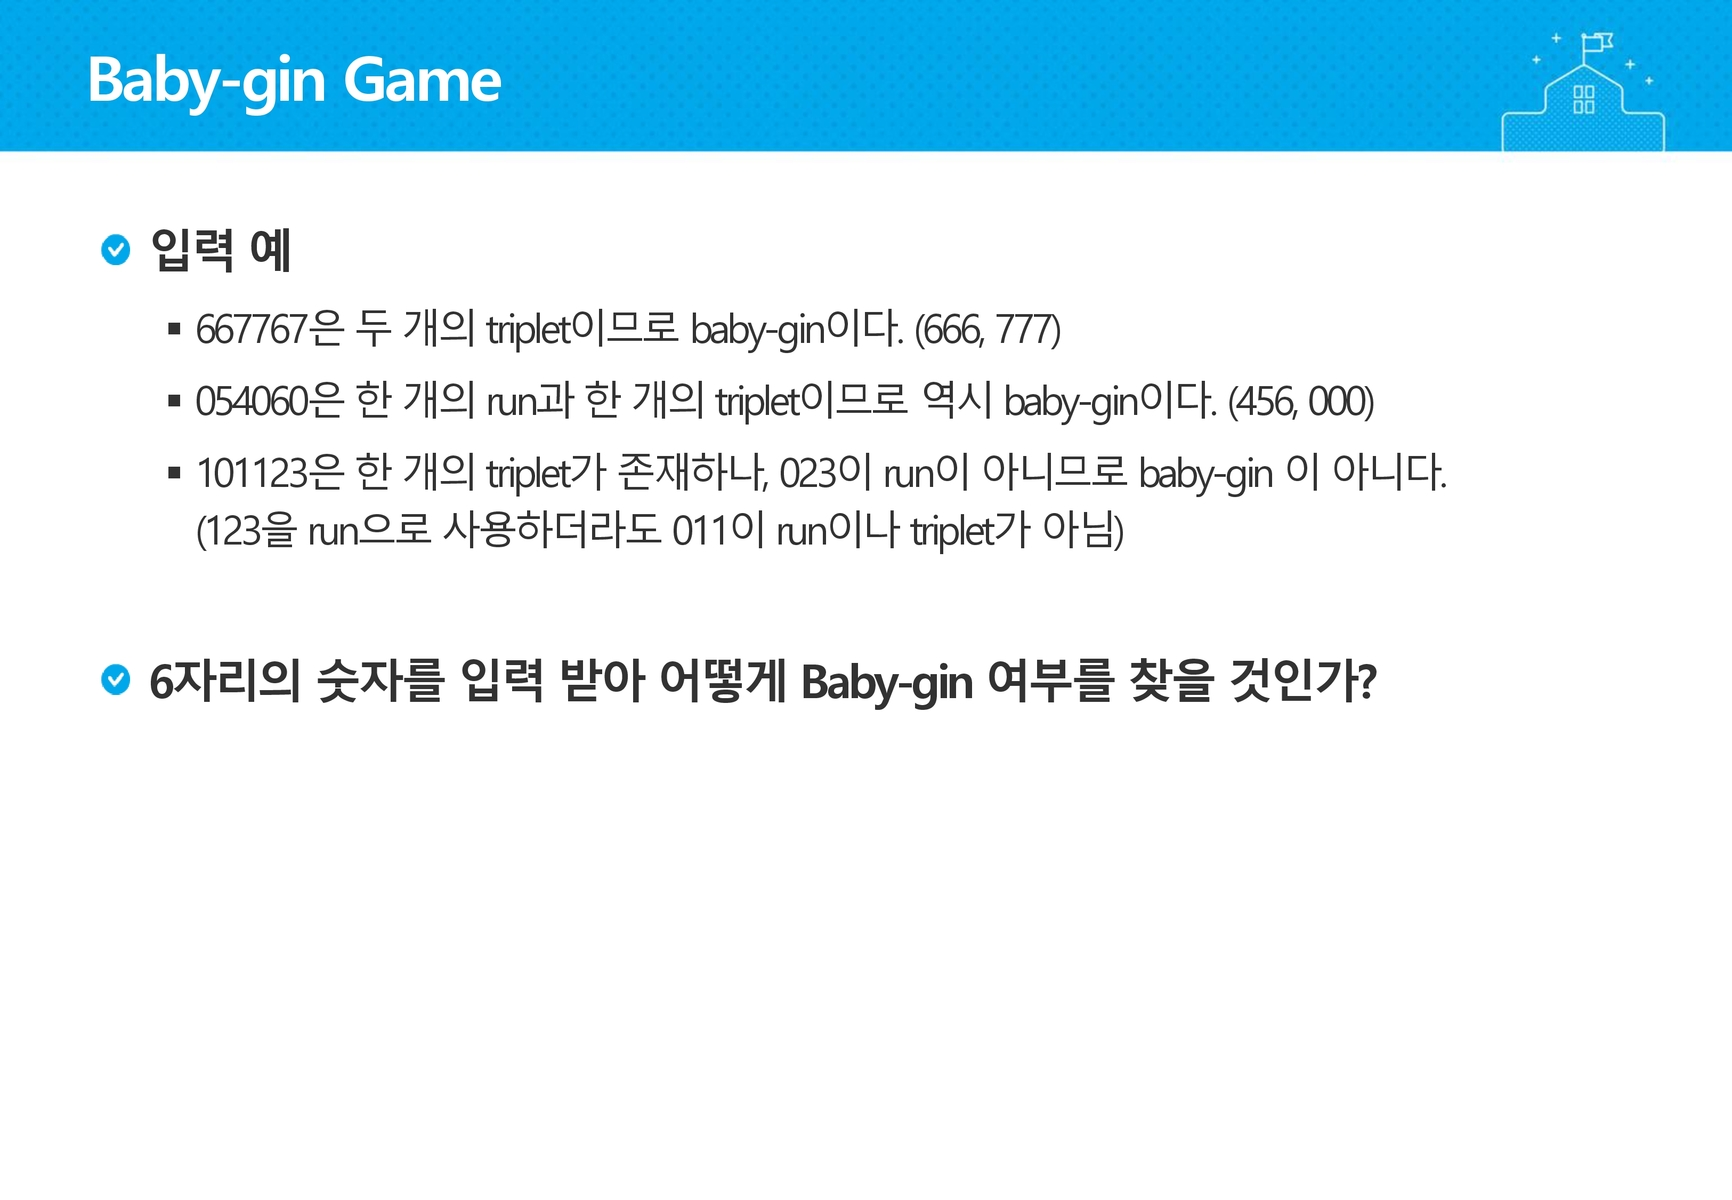 Baby-gin Game
입력 예
▪ 667767은 두 개의 triplet이므로 baby-gin이다. (666, 777)
▪ 054060은 한 개의 run과 한 개의 triplet이므로 역시 baby-gin이다. (456, 000)
▪ 101123은 한 개의 triplet가 존재하나, 023이 run이 아니므로 baby-gin 이 아니다.
(123을 run으로 사용하더라도 011이 run이나 triplet가 아님)
6자리의 숫자를 입력 받아 어떻게 Baby-gin 여부를 찾을 것인가?